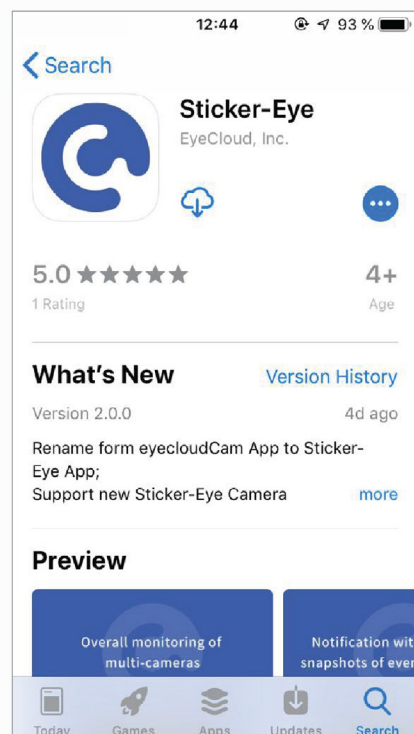 12:44 93 %
Search
Sticker-Eye
EyeCloud, Inc.
5.0 4+
1 Rating Age
What's New Version History
Version 2.0.0 4d ago
Rename form eyecloudCam App to Sticker-
Eye App;
Support new Sticker-Eye Camera more
Preview
Overall monitoring of
multi-cameras
Notification
snapshots of
Today Games Apps Updates Search